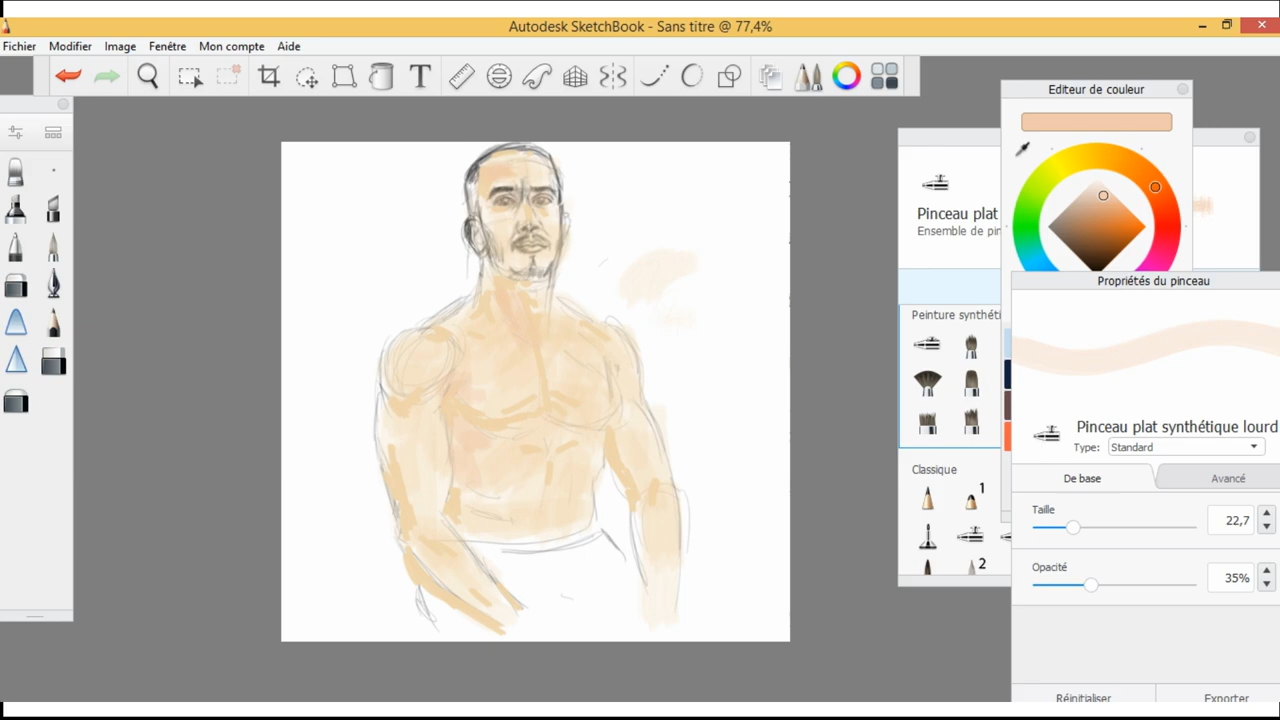 Autodesk SketchBook - Sans titre @ 77,4%
Fichier Modifier Image Fenêtre Mon compte Aide
Editeur de couleur
Pinceau plat
Ensemble de pin
Propriétés du pinceau
Peinture synthéti
Pinceau plat synthétique lourd
Type: Standard
Classique
De base Avancé
1
Taille
22,7
2
Opacité
35%
Réinitialiser Exporter